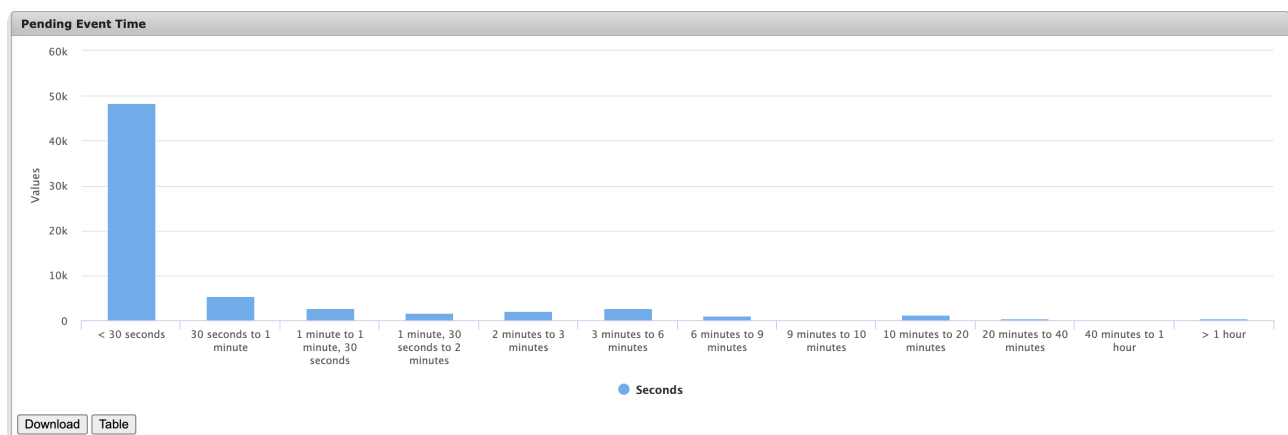 Pending Event Time
60k
50k
40k
30k
20k
10k
0
Values
< 30 seconds
30 seconds to 1
minute
1 minute to 1
minute, 30
seconds
1 minute, 30
seconds to 2
minutes
2 minutes to 3
minutes
3 minutes to 6
minutes
6 minutes to 9
minutes
9 minutes to 10
minutes
10 minutes to 20
minutes
20 minutes to 40
minutes
40 minutes to 1
hour
> 1 hour
Seconds
Download
Table